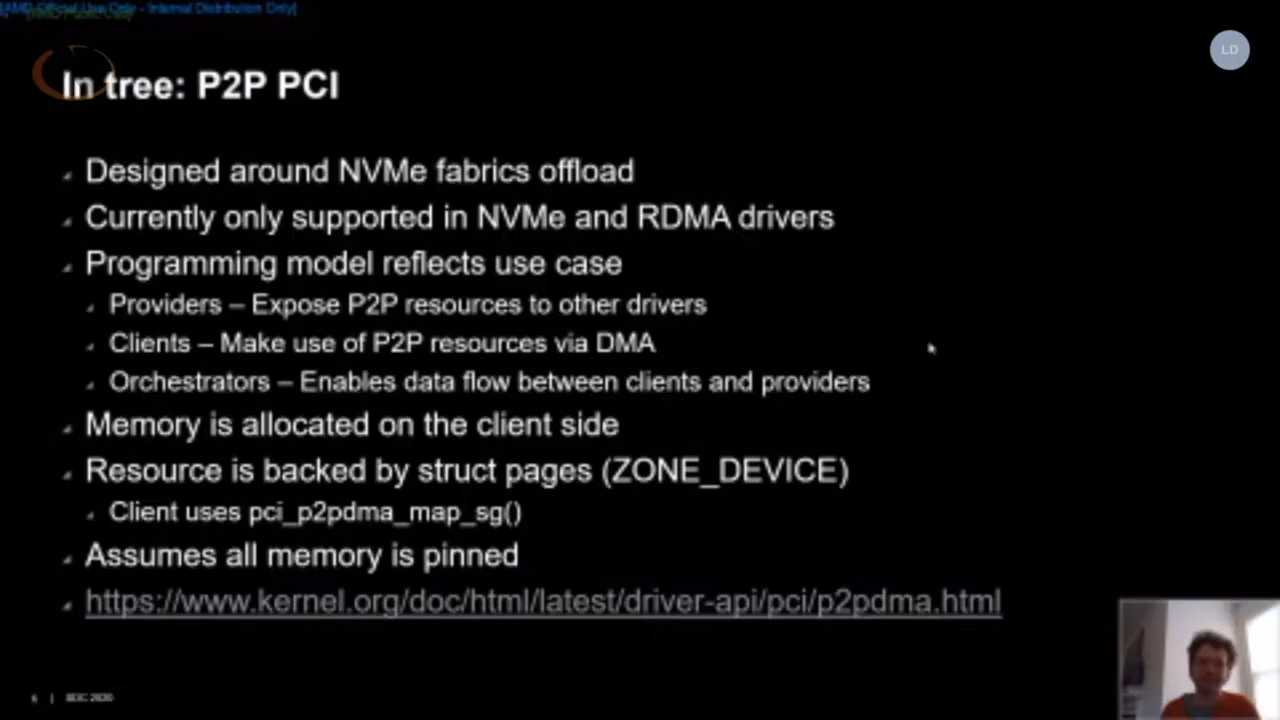 [AMD Official Use Only - Internal Distribution Only]
LD
In tree: P2P PCI
Designed around NVMe fabrics offload
Currently only supported in NVMe and RDMA drivers
Programming model reflects use case
Providers – Expose P2P resources to other drivers
Clients – Make use of P2P resources via DMA
Orchestrators – Enables data flow between clients and providers
Memory is allocated on the client side
Resource is backed by struct pages (ZONE_DEVICE)
Client uses pci_p2pdma_map_sg()
Assumes all memory is pinned
https://www.kernel.org/doc/html/latest/driver-api/pci/p2pdma.html
2020